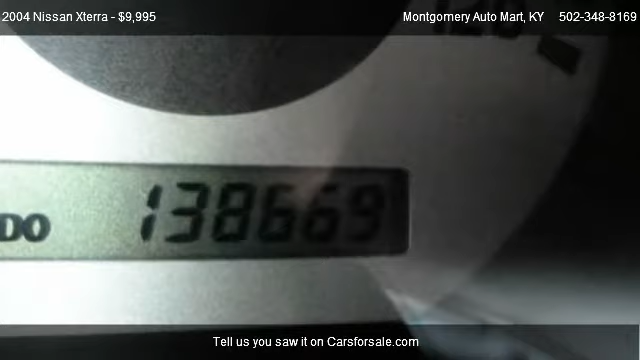 2004 Nissan Xterra - $9,995
Montgomery Auto Mart, KY 502-348-8169
DO 138669
Tell us you saw it on Carsforsale.com